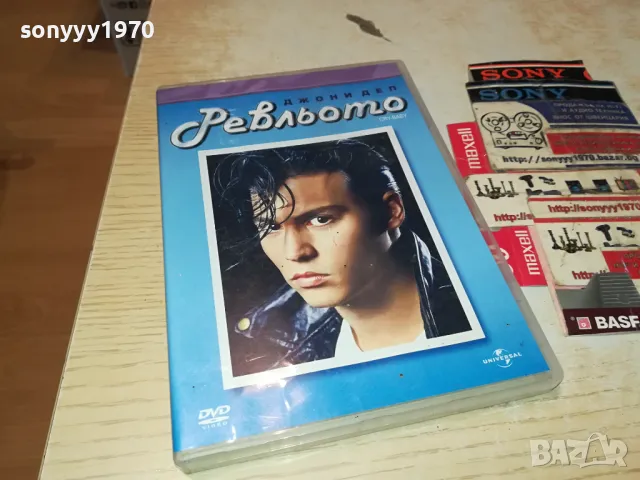 sonyyy1970
ДЖОНИ ДЕП
Ревльото
CRY-BABY
UNIVERSAL
DVD
VIDEO
SONY
SONY
http://sonyyy1970.bazar.bg
maxell
http://sonyyy1970
maxell
BASF
BAZAR